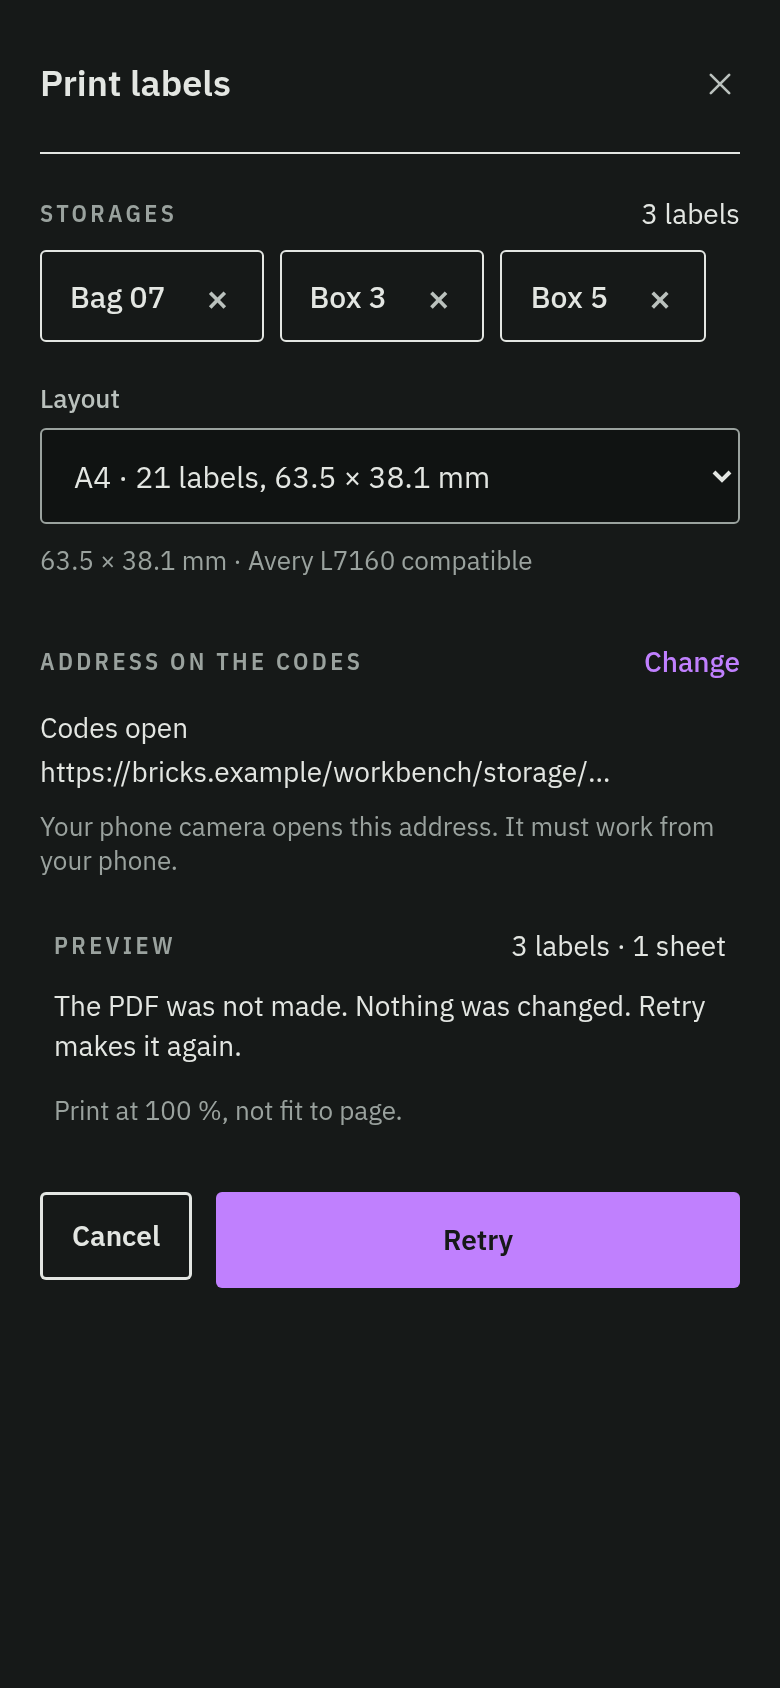 Print labels
STORAGES 3 labels
Bag 07 × Box 3 × Box 5 ×
Layout
A4 · 21 labels, 63.5 × 38.1 mm
63.5 × 38.1 mm · Avery L7160 compatible
ADDRESS ON THE CODES Change
Codes open
https://bricks.example/workbench/storage/...
Your phone camera opens this address. It must work from
your phone.
PREVIEW 3 labels · 1 sheet
The PDF was not made. Nothing was changed. Retry
makes it again.
Print at 100 %, not fit to page.
Cancel Retry